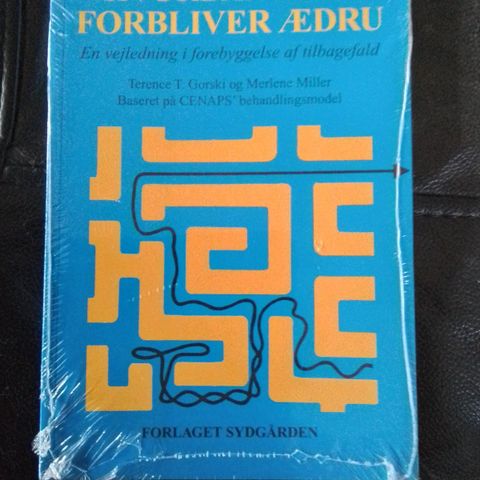 FORBLIVER ÆDRU
En vejledning i forebyggelse af tilbagefald
Terence T. Gorski og Merlene Miller
Baseret på CENAPS' behandlingsmodel
FORLAGET SYDGÅRDEN